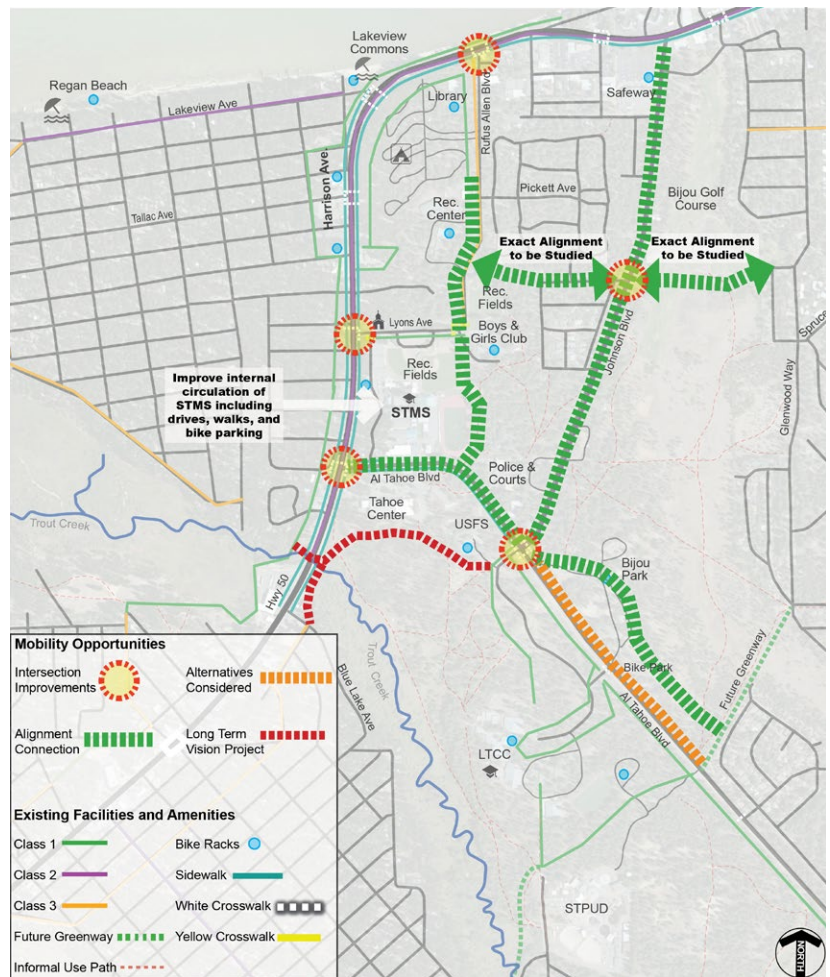 Lakeview
Commons
Regan Beach
Lakeview Ave
Library
Rufus Allen Blvd
Safeway
Harrison Ave.
Tallac Ave
Pickett Ave
Bijou Golf
Course
Rec.
Center
Exact Alignment
to be Studied
Exact Alignment
to be Studied
Rec.
Fields
Lyons Ave
Boys &
Girls Club
Johnson Blvd
Spruce
Glenwood Way
Rec.
Fields
Improve internal
circulation of
STMS including
drives, walks, and
bike parking
STMS
Al Tahoe Blvd
Police &
Courts
Tahoe
Center
USFS
Trout Creek
Bijou
Park
Hwy 50
Trout Creek
Blue Lake Ave
Bike Park
Future Greenway
Al Tahoe Blvd
LTCC
STPUD
Mobility Opportunities
Intersection
Improvements
Alternatives
Considered
Alignment
Connection
Long Term
Vision Project
Existing Facilities and Amenities
Class 1
Bike Racks
Class 2
Sidewalk
Class 3
White Crosswalk
Future Greenway
Yellow Crosswalk
Informal Use Path
NORTH